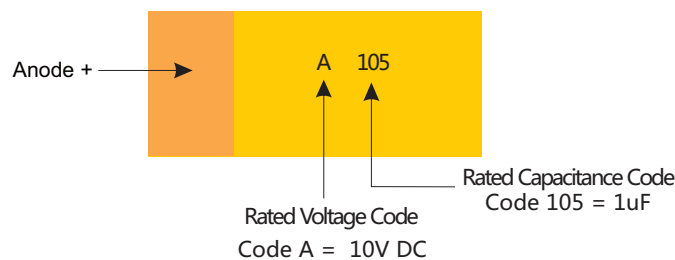 A 105
Anode +
Rated Capacitance Code
Code 105 = 1uF
Rated Voltage Code
Code A = 10V DC